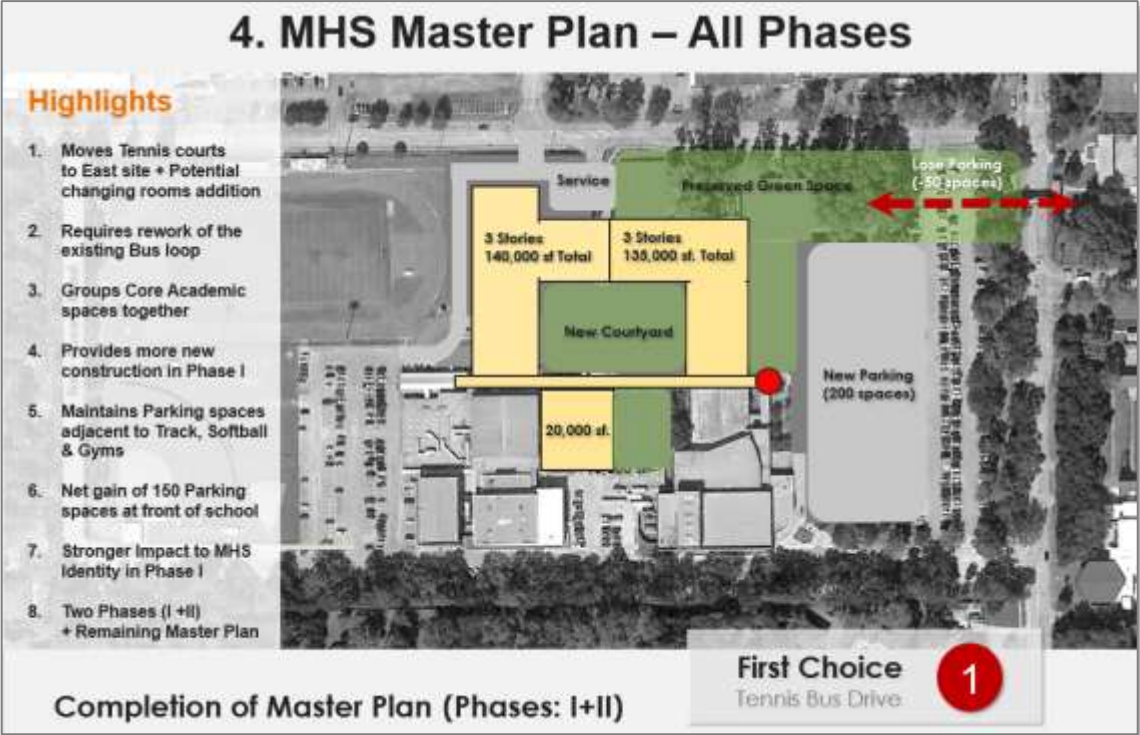 4. MHS Master Plan – All Phases
Highlights
1. Moves Tennis courts
to East site + Potential
changing rooms addition
2. Requires rework of the
existing Bus loop
3. Groups Core Academic
spaces together
4. Provides more new
construction in Phase I
5. Maintains Parking spaces
adjacent to Track, Softball
& Gyms
6. Net gain of 150 Parking
spaces at front of school
7. Stronger Impact to MHS
Identity in Phase I
8. Two Phases (I +II)
+ Remaining Master Plan
Service
Preserved Green Space
Lose Parking
(-50 spaces)
3 Stories
140,000 sf Total
3 Stories
135,000 sf. Total
New Courtyard
New Parking
(200 spaces)
20,000 sf.
First Choice
Tennis Bus Drive
1
Completion of Master Plan (Phases: I+II)